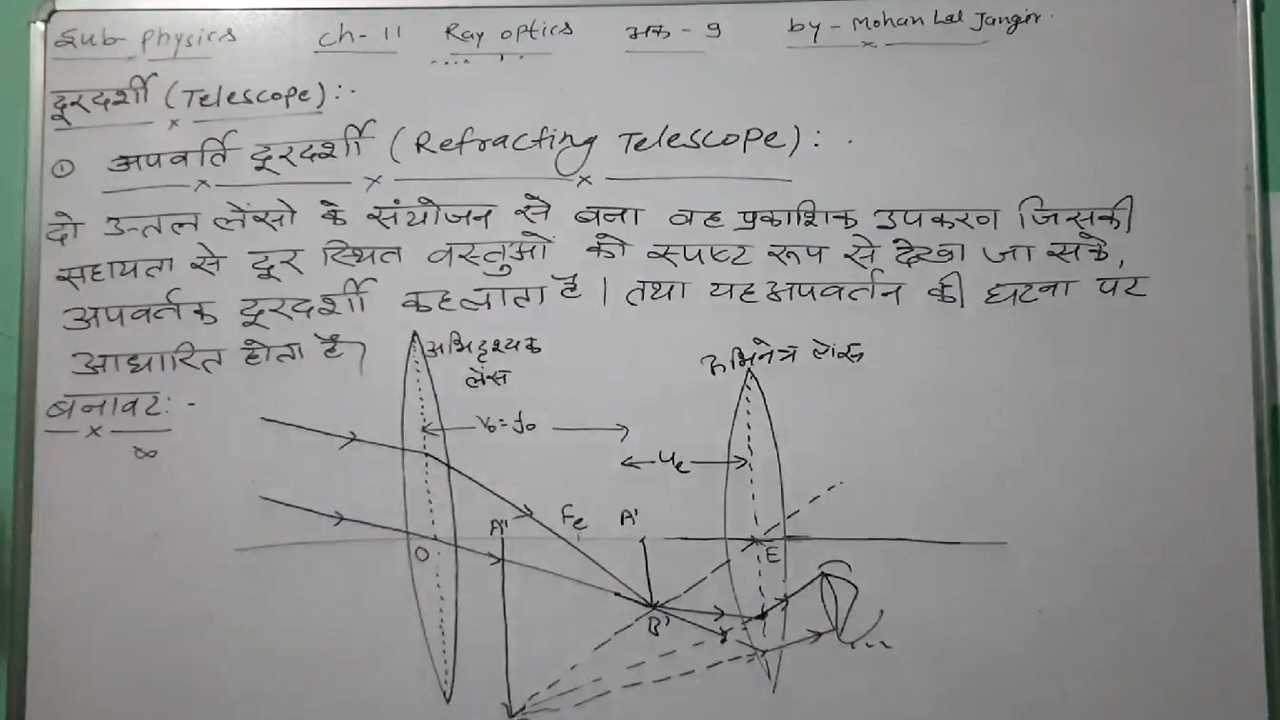 Sub- Physics ch- 11 Ray optics अंक - 9 by - Mohan Lal Jangir
दूरदर्शी (Telescope) :-
① अपवर्ति दूरदर्शी (Refracting Telescope) :
दो उत्तल लेंसो के संयोजन से बना वह प्रकाशिक उपकरण जिसकी
सहायता से दूर स्थित वस्तुओं को स्पष्ट रूप से देखा जा सके,
अपवर्तक दूरदर्शी कहलाता है । तथा यह अपवर्तन की घटना पर
आधारित होता है।
अभिदृश्यक
लेंस
अभिनेत्र लेंस
बनावट: -
∞
v₀ = f₀
uₑ
A" Fₑ A'
O E
B'